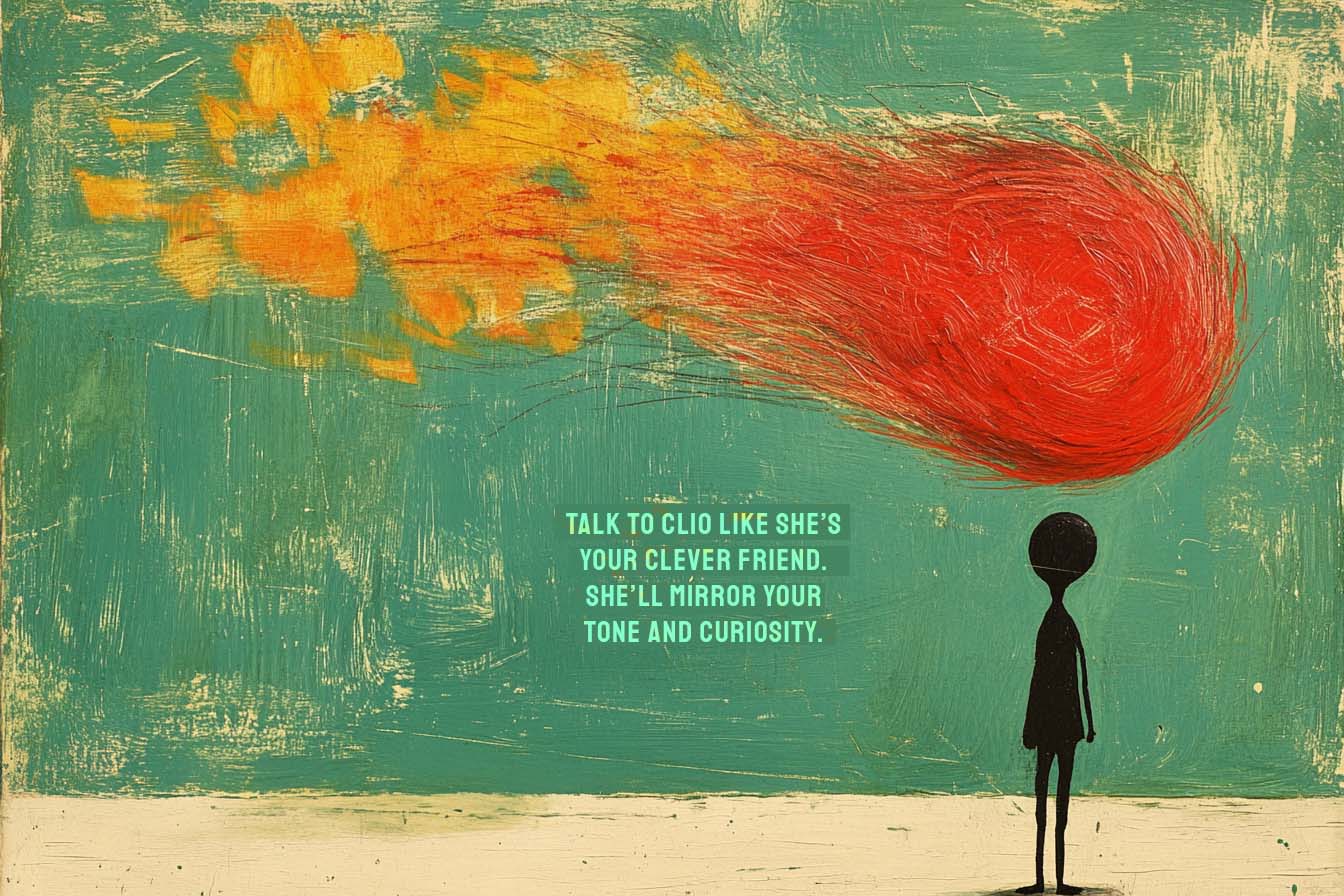 TALK TO CLIO LIKE SHE’S
YOUR CLEVER FRIEND.
SHE’LL MIRROR YOUR
TONE AND CURIOSITY.